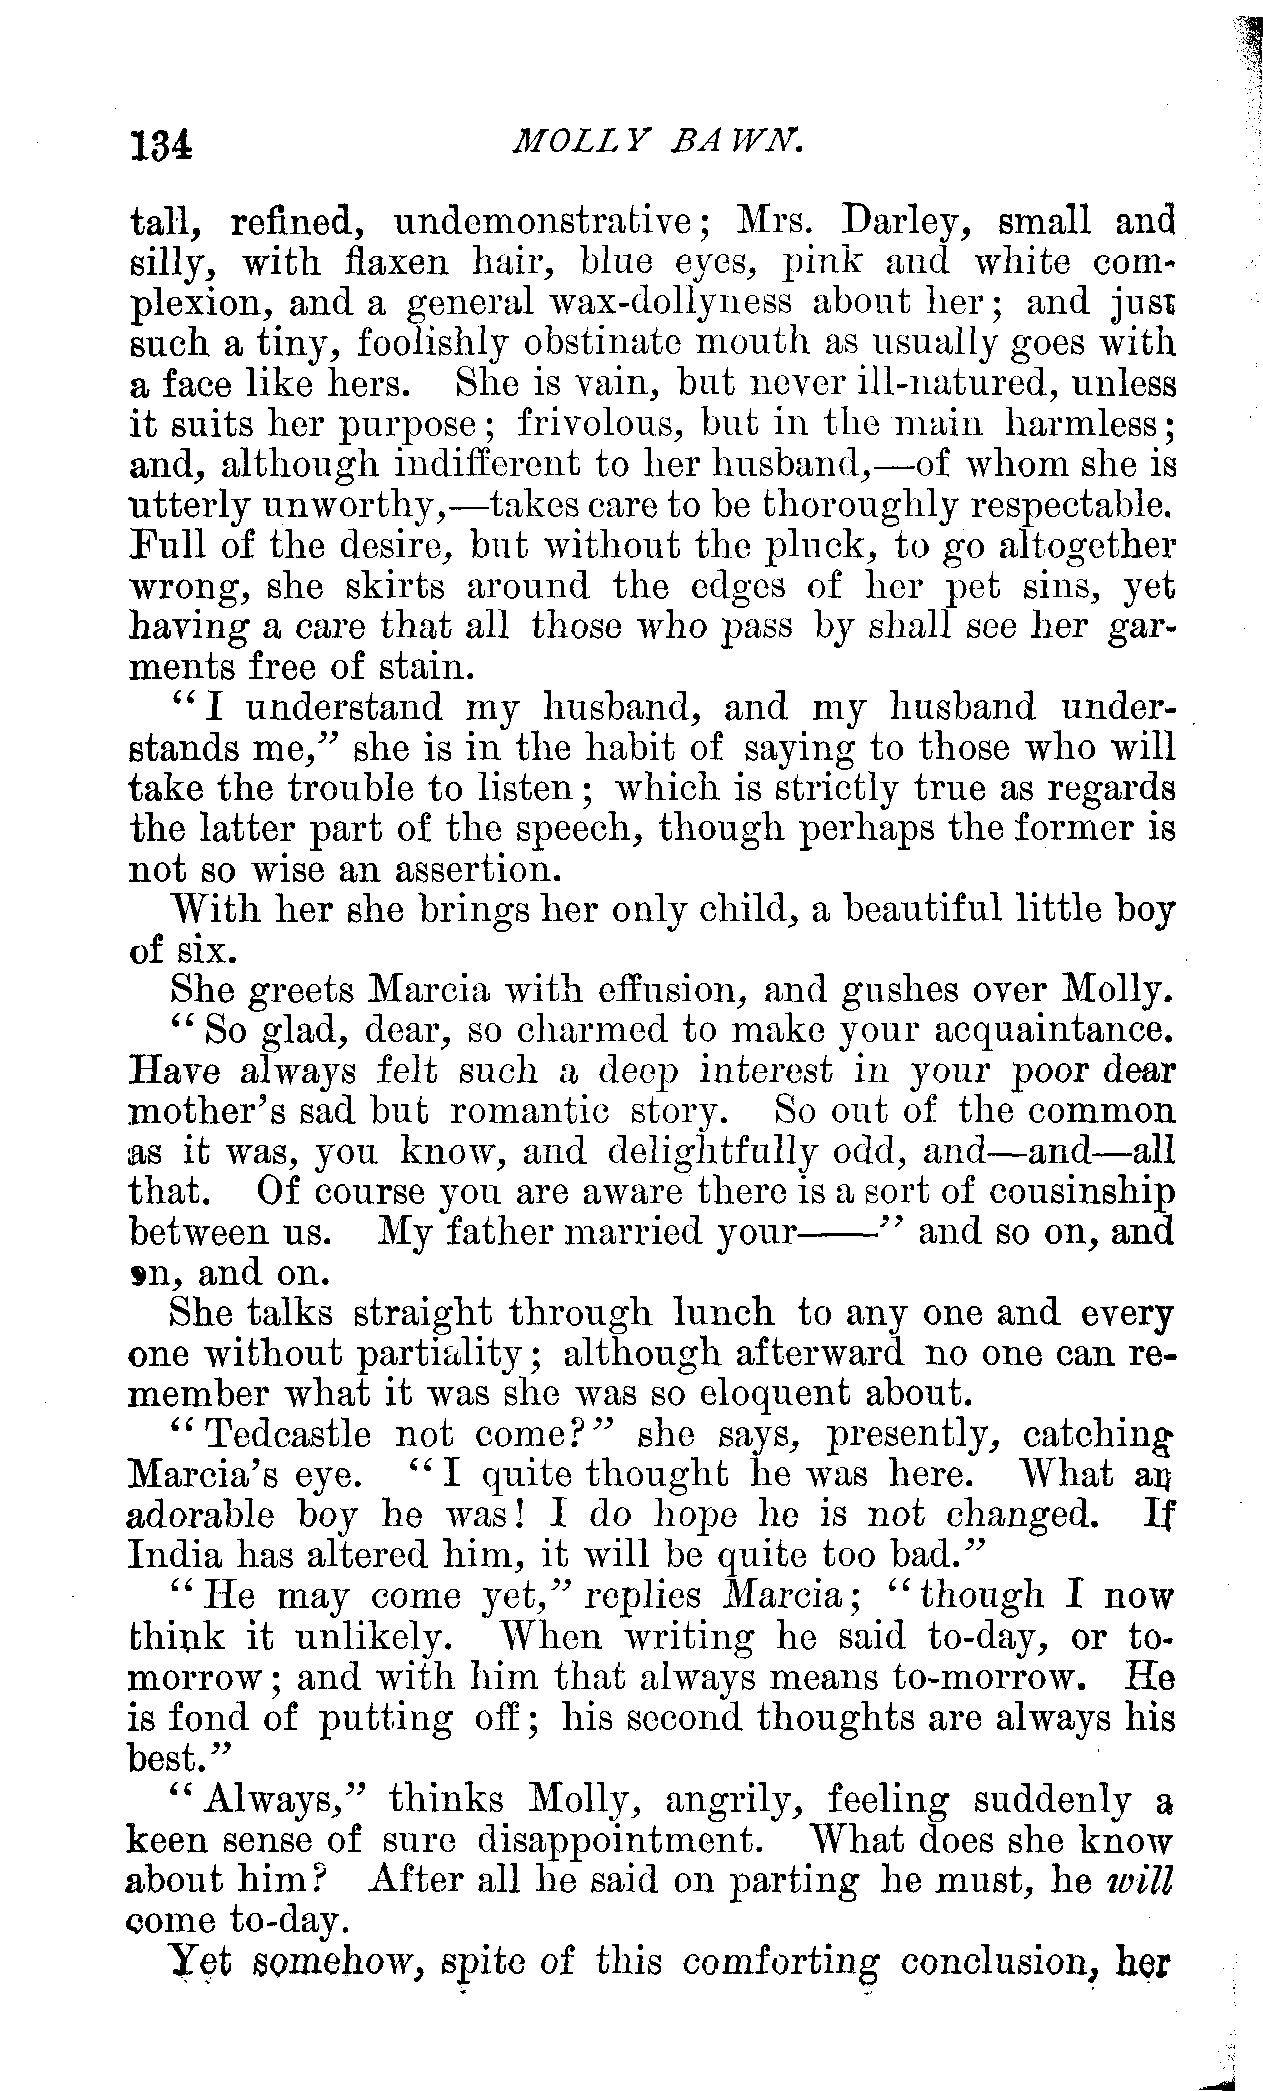 134 MOLLY BAWN.
tall, refined, undemonstrative; Mrs. Darley, small and
silly, with flaxen hair, blue eyes, pink and white com-
plexion, and a general wax-dollyness about her; and just
such a tiny, foolishly obstinate mouth as usually goes with
a face like hers. She is vain, but never ill-natured, unless
it suits her purpose; frivolous, but in the main harmless;
and, although indifferent to her husband,—of whom she is
utterly unworthy,—takes care to be thoroughly respectable.
Full of the desire, but without the pluck, to go altogether
wrong, she skirts around the edges of her pet sins, yet
having a care that all those who pass by shall see her gar-
ments free of stain.
“I understand my husband, and my husband under-
stands me,” she is in the habit of saying to those who will
take the trouble to listen; which is strictly true as regards
the latter part of the speech, though perhaps the former is
not so wise an assertion.
With her she brings her only child, a beautiful little boy
of six.
She greets Marcia with effusion, and gushes over Molly.
“So glad, dear, so charmed to make your acquaintance.
Have always felt such a deep interest in your poor dear
mother’s sad but romantic story. So out of the common
as it was, you know, and delightfully odd, and—and—all
that. Of course you are aware there is a sort of cousinship
between us. My father married your——” and so on, and
on, and on.
She talks straight through lunch to any one and every
one without partiality; although afterward no one can re-
member what it was she was so eloquent about.
“Tedcastle not come?” she says, presently, catching
Marcia’s eye. “I quite thought he was here. What an
adorable boy he was! I do hope he is not changed. If
India has altered him, it will be quite too bad.”
“He may come yet,” replies Marcia; “though I now
think it unlikely. When writing he said to-day, or to-
morrow; and with him that always means to-morrow. He
is fond of putting off; his second thoughts are always his
best.”
“Always,” thinks Molly, angrily, feeling suddenly a
keen sense of sure disappointment. What does she know
about him? After all he said on parting he must, he will
come to-day.
Yet somehow, spite of this comforting conclusion, her